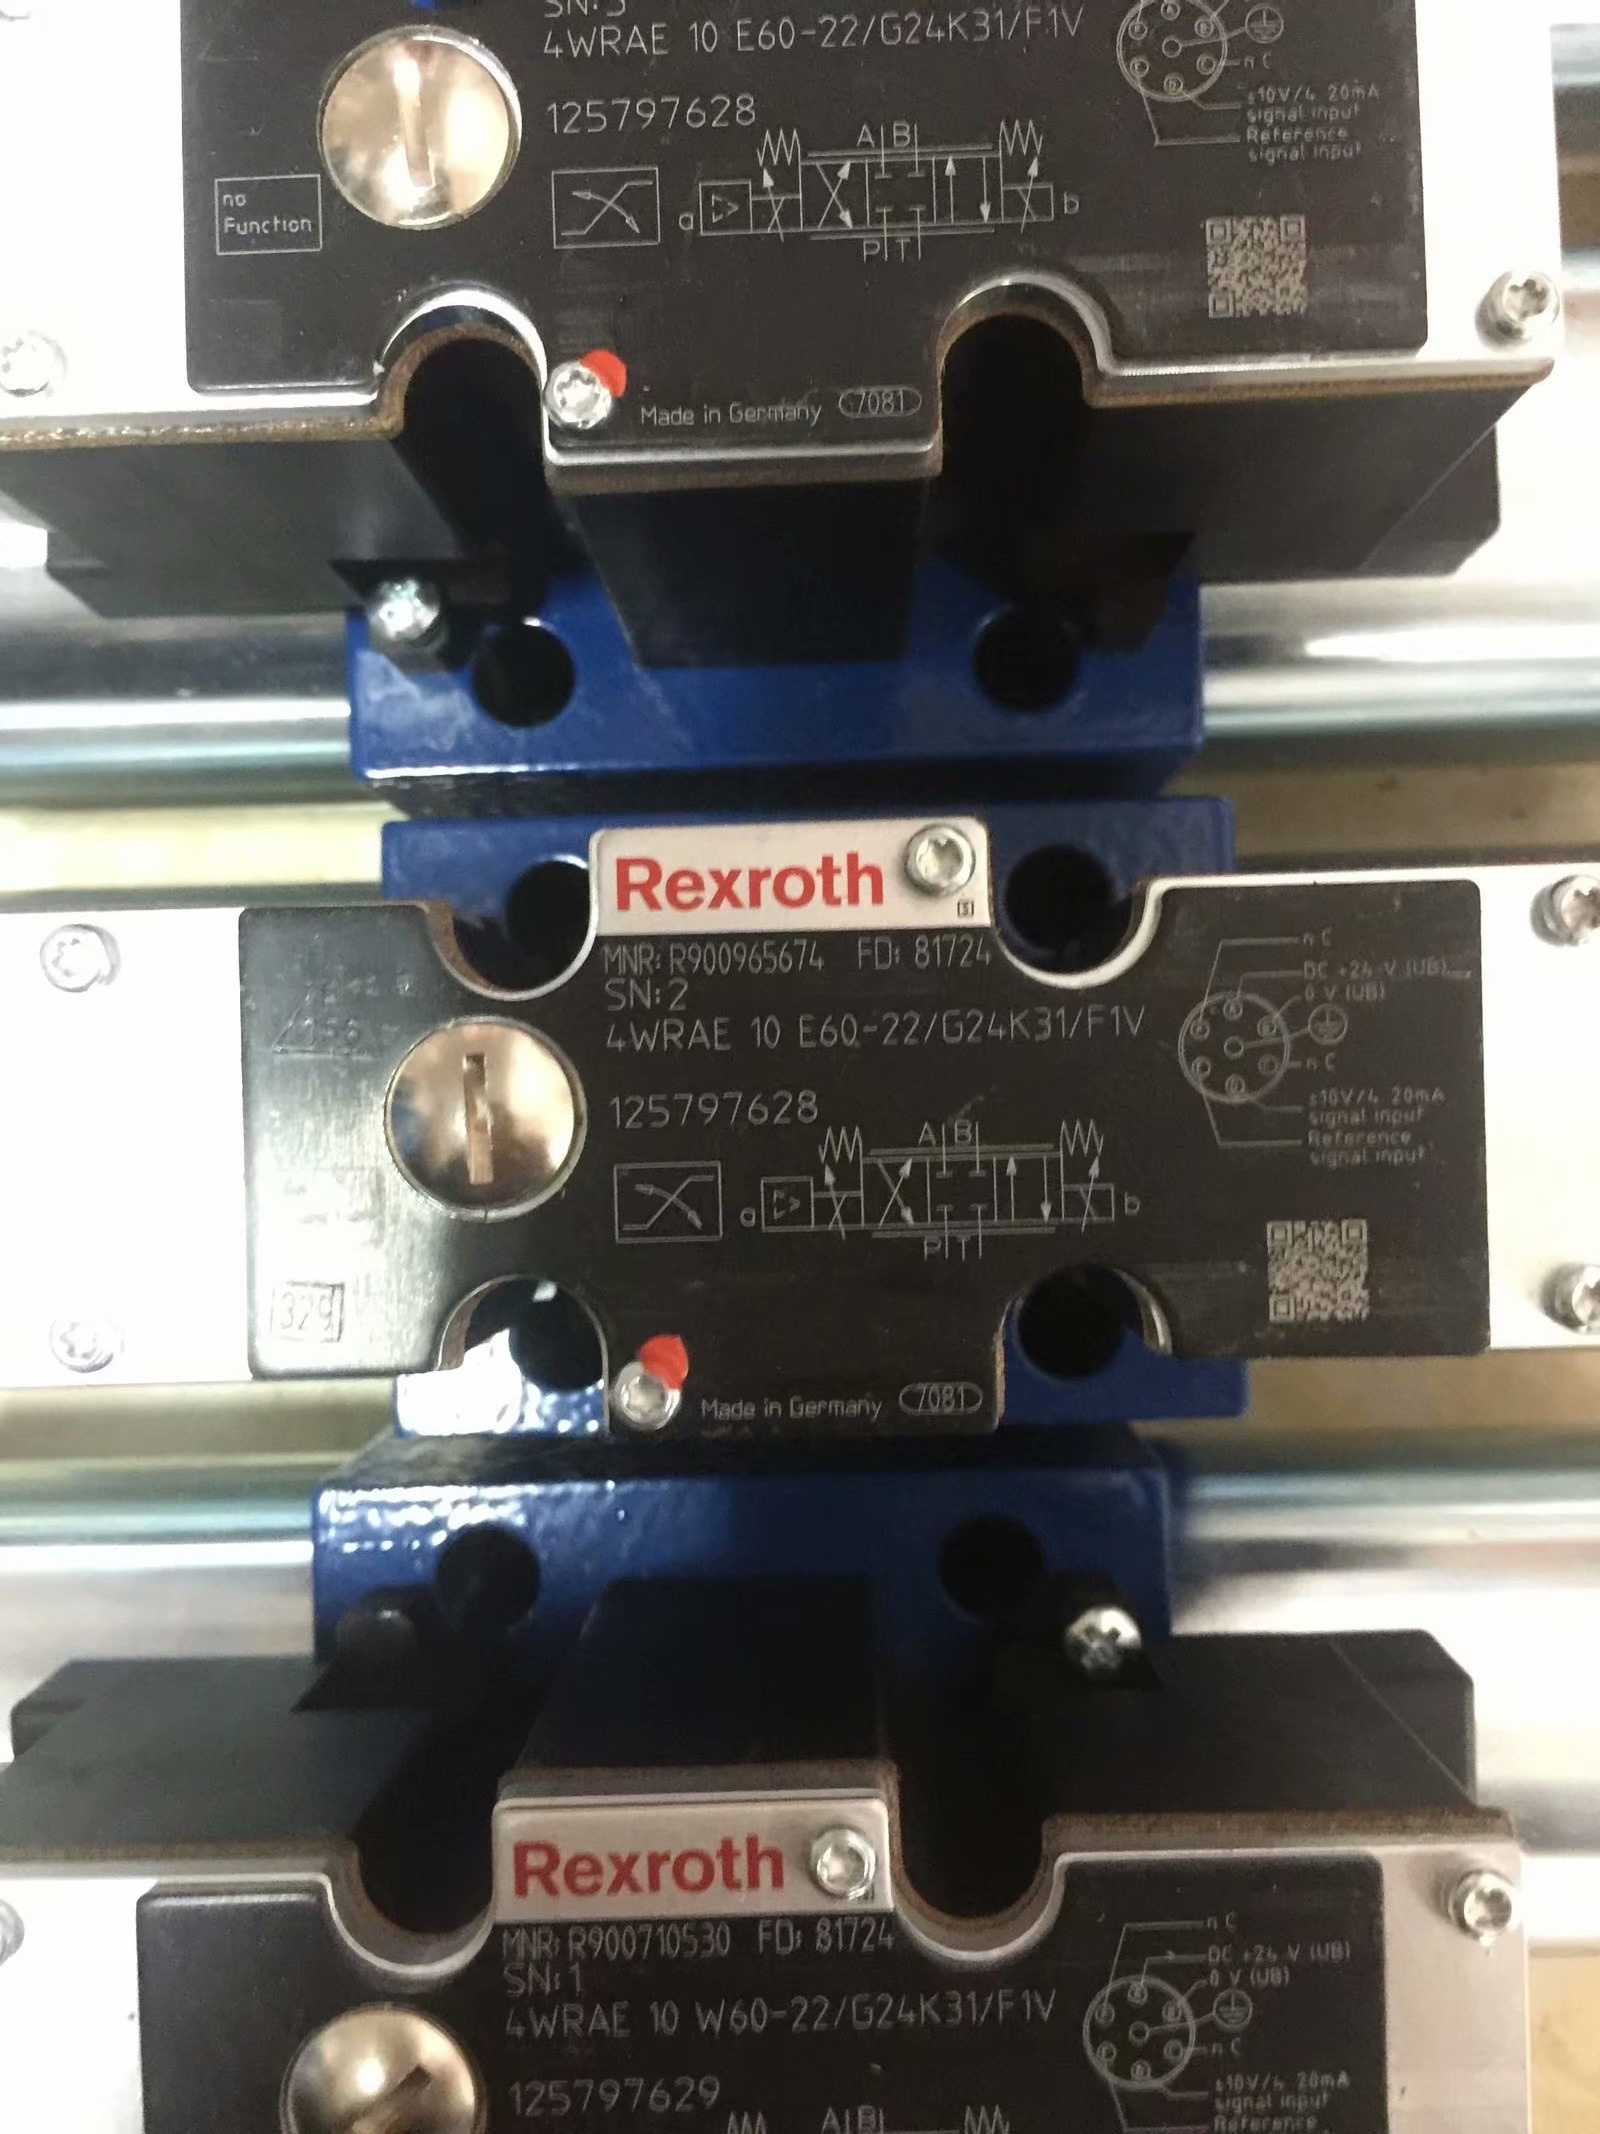 SN: 3
4WRAE 10 E60-22/G24K31/F1V
125797628
n C
±10V/4 20mA
signal input
Reference
signal input
no
Function
A B
a b
P T
Made in Germany 7081
Rexroth
MNR: R900965674 FD: 81724
SN: 2
4WRAE 10 E60-22/G24K31/F1V
125797628
n C
DC +24 V (UB)
0 V (UB)
n C
±10V/4 20mA
signal input
Reference
signal input
A B
a b
P T
329
Made in Germany 7081
Rexroth
MNR: R900710530 FD: 81724
SN: 1
4WRAE 10 W60-22/G24K31/F1V
125797629
n C
DC +24 V (UB)
0 V (UB)
n C
±10V/4 20mA
signal input
Reference
A B